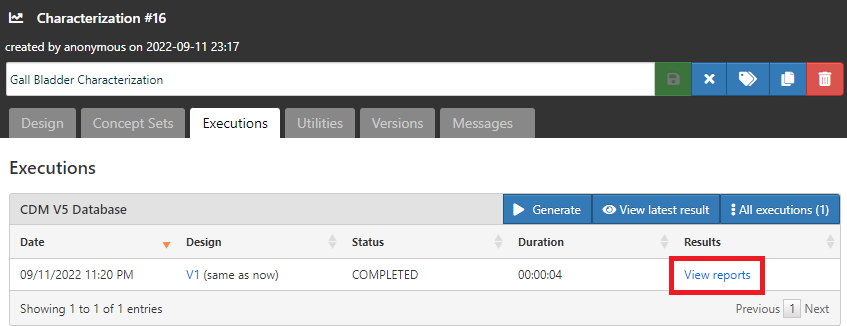 Characterization #16
created by anonymous on 2022-09-11 23:17
Gall Bladder Characterization
Design Concept Sets Executions Utilities Versions Messages
Executions
CDM V5 Database Generate View latest result All executions (1)
Date Design Status Duration Results
09/11/2022 11:20 PM V1 (same as now) COMPLETED 00:00:04 View reports
Showing 1 to 1 of 1 entries Previous 1 Next